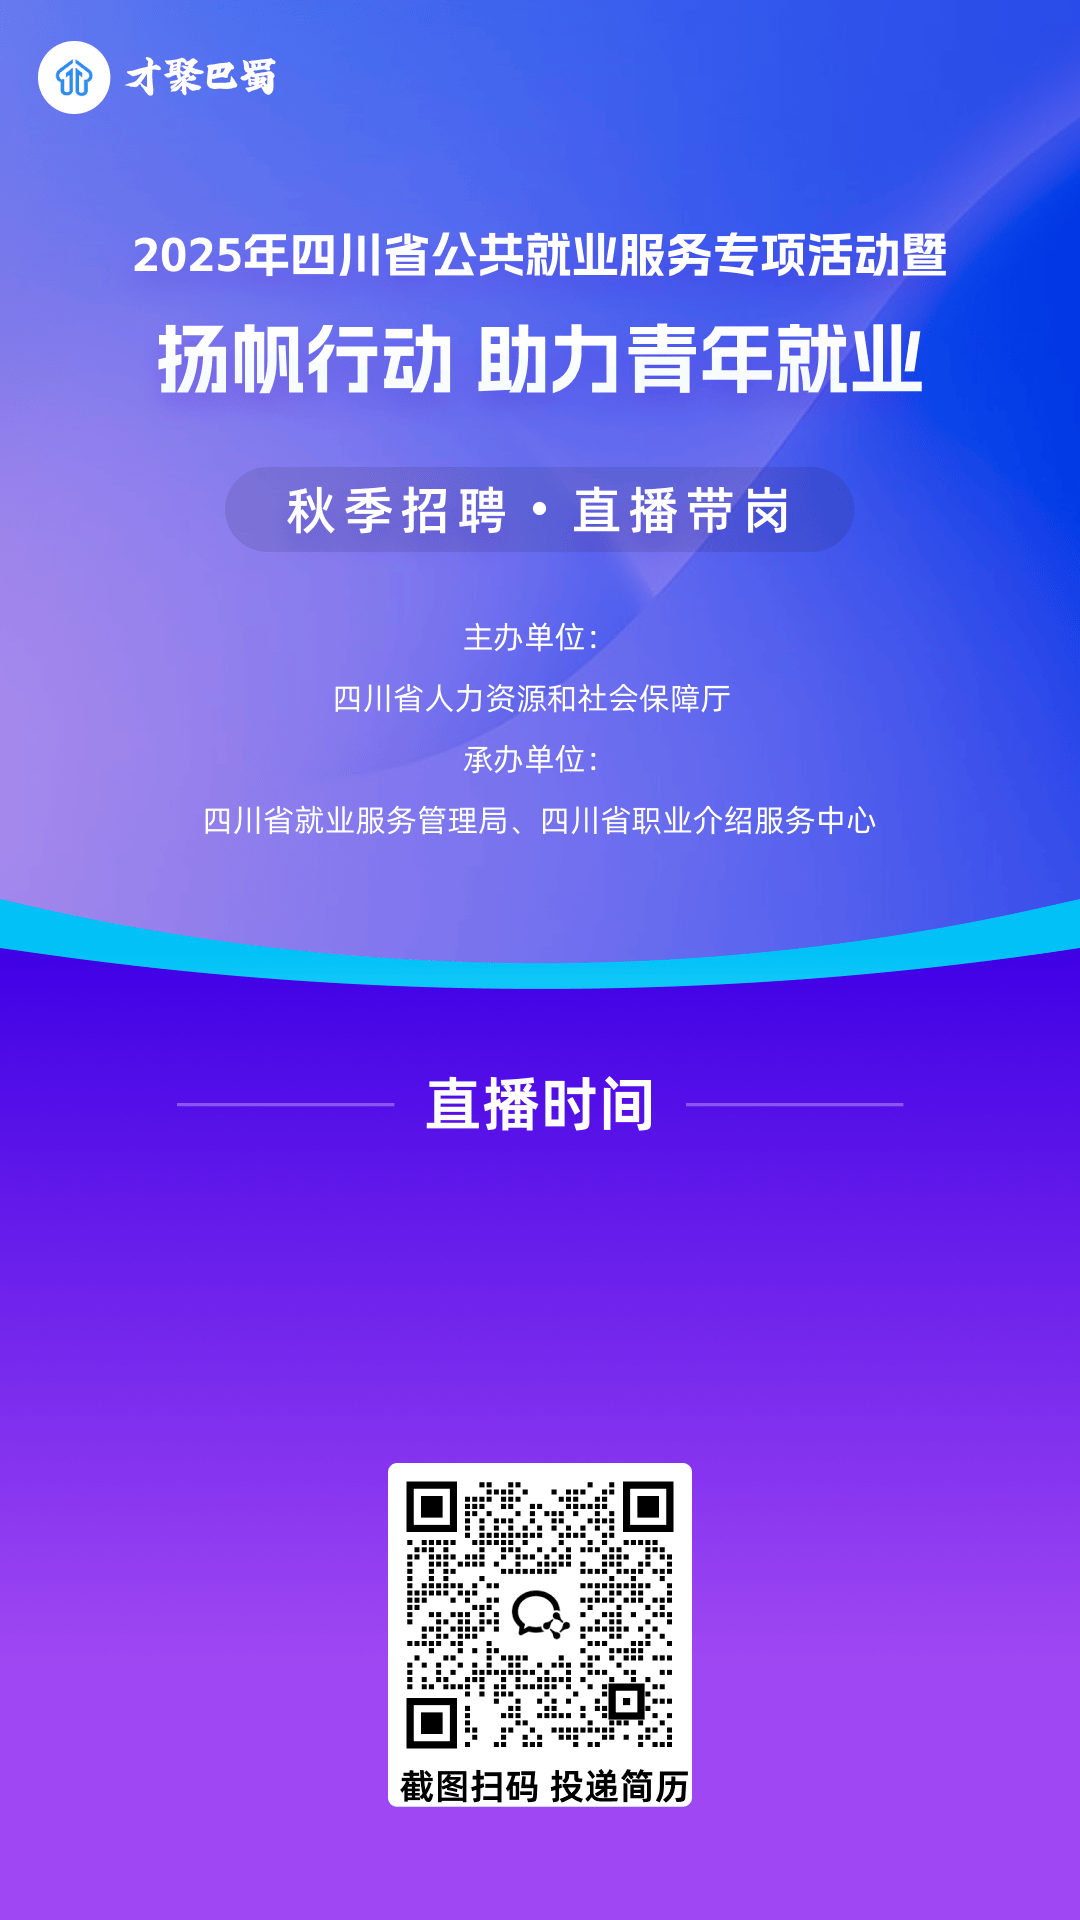 才聚巴蜀
2025年四川省公共就业服务专项活动暨
扬帆行动 助力青年就业
秋季招聘·直播带岗
主办单位：
四川省人力资源和社会保障厅
承办单位：
四川省就业服务管理局、四川省职业介绍服务中心
直播时间
截图扫码 投递简历